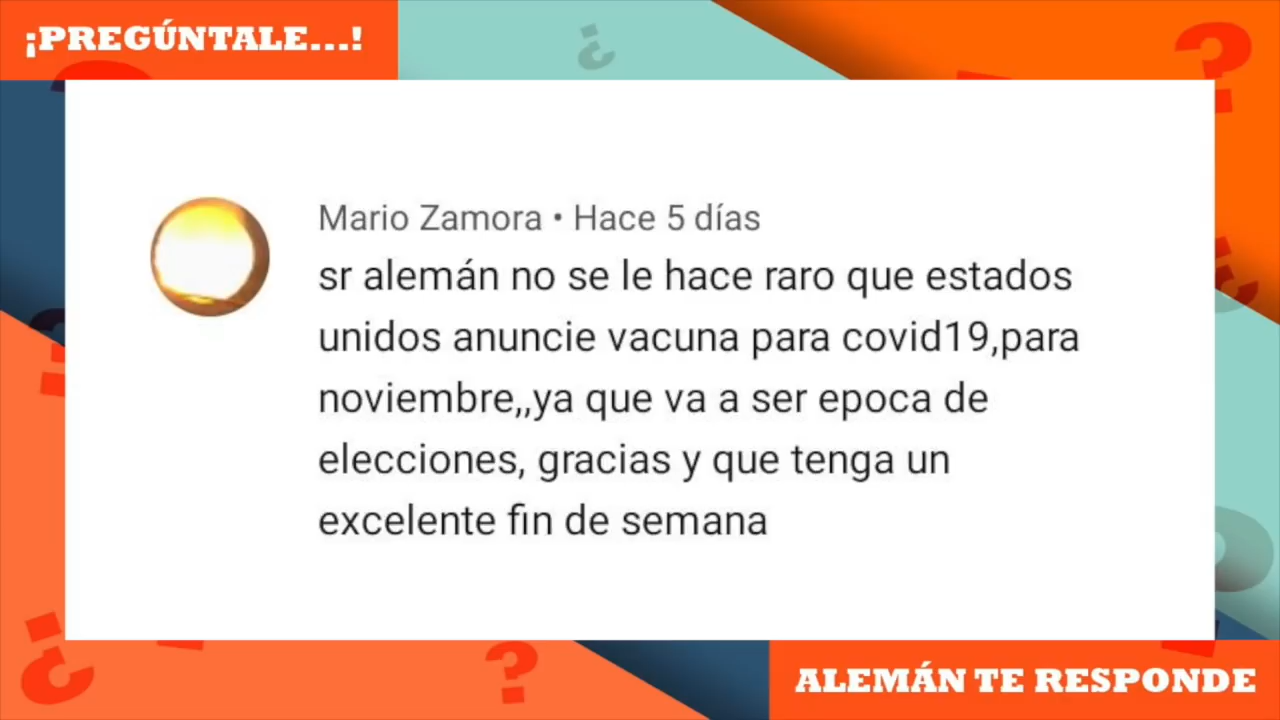 ¡PREGÚNTALE...!
Mario Zamora • Hace 5 días
sr alemán no se le hace raro que estados
unidos anuncie vacuna para covid19,para
noviembre,,ya que va a ser epoca de
elecciones, gracias y que tenga un
excelente fin de semana
ALEMÁN TE RESPONDE